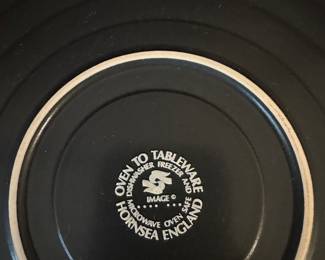 OVEN TO TABLEWARE
DISHWASHER FREEZER AND
IMAGE ©
MICROWAVE OVEN SAFE
HORNSEA ENGLAND